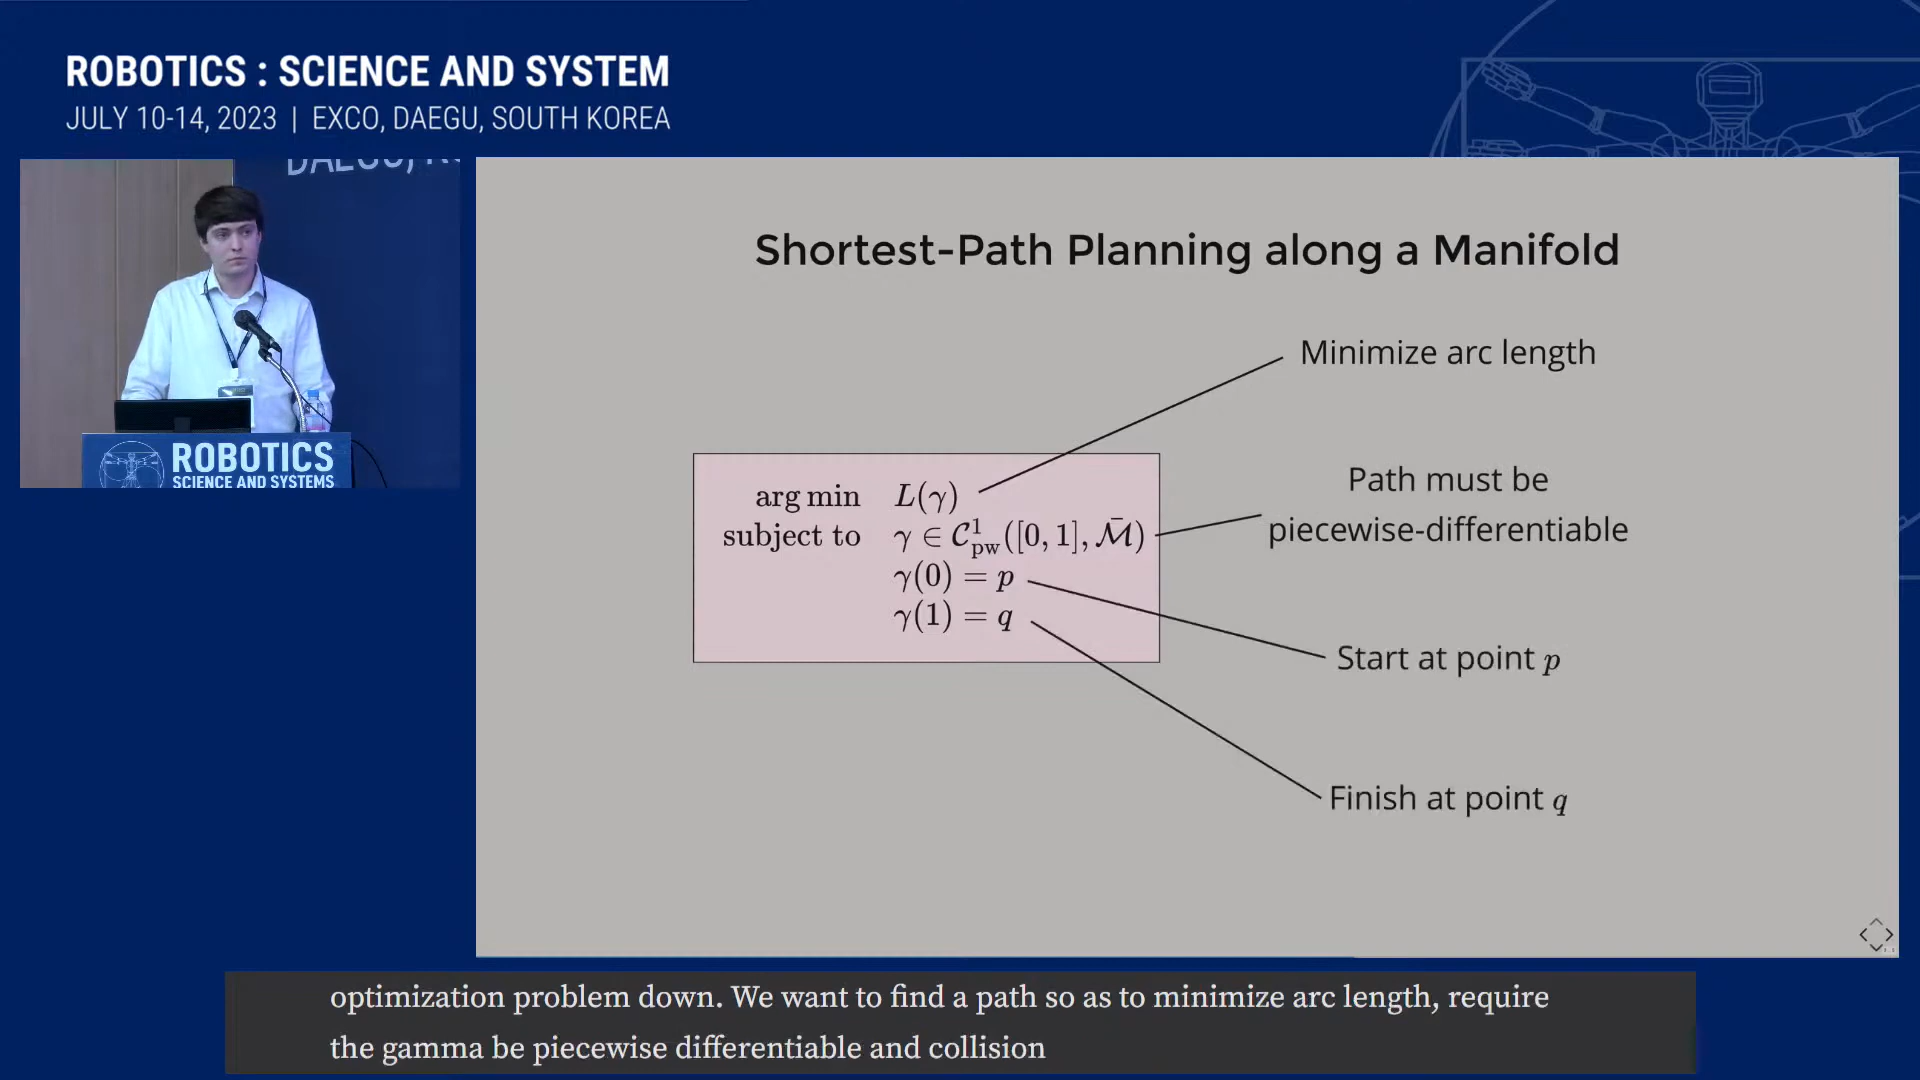 ROBOTICS : SCIENCE AND SYSTEM
JULY 10-14, 2023 | EXCO, DAEGU, SOUTH KOREA
ROBOTICS
SCIENCE AND SYSTEMS
Shortest-Path Planning along a Manifold
Minimize arc length
arg min L(γ)
subject to γ ∈ 𝒞¹_pw([0, 1], ℳ̄)
γ(0) = p
γ(1) = q
Path must be
piecewise-differentiable
Start at point p
Finish at point q
optimization problem down. We want to find a path so as to minimize arc length, require
the gamma be piecewise differentiable and collision